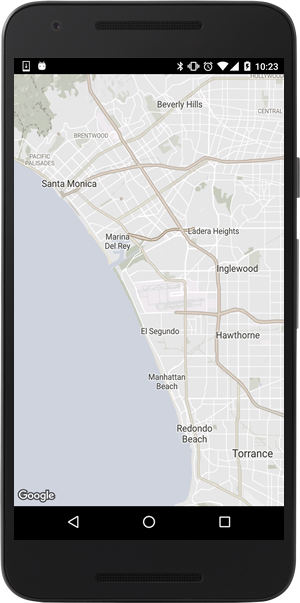 10:23
HOLLYWOOD
Beverly Hills
CENTRAL
BRENTWOOD
PACIFIC
PALISADES
Santa Monica
Marina
Del Rey
Ladera Heights
Inglewood
El Segundo
Hawthorne
Manhattan
Beach
Redondo
Beach
Torrance
Google